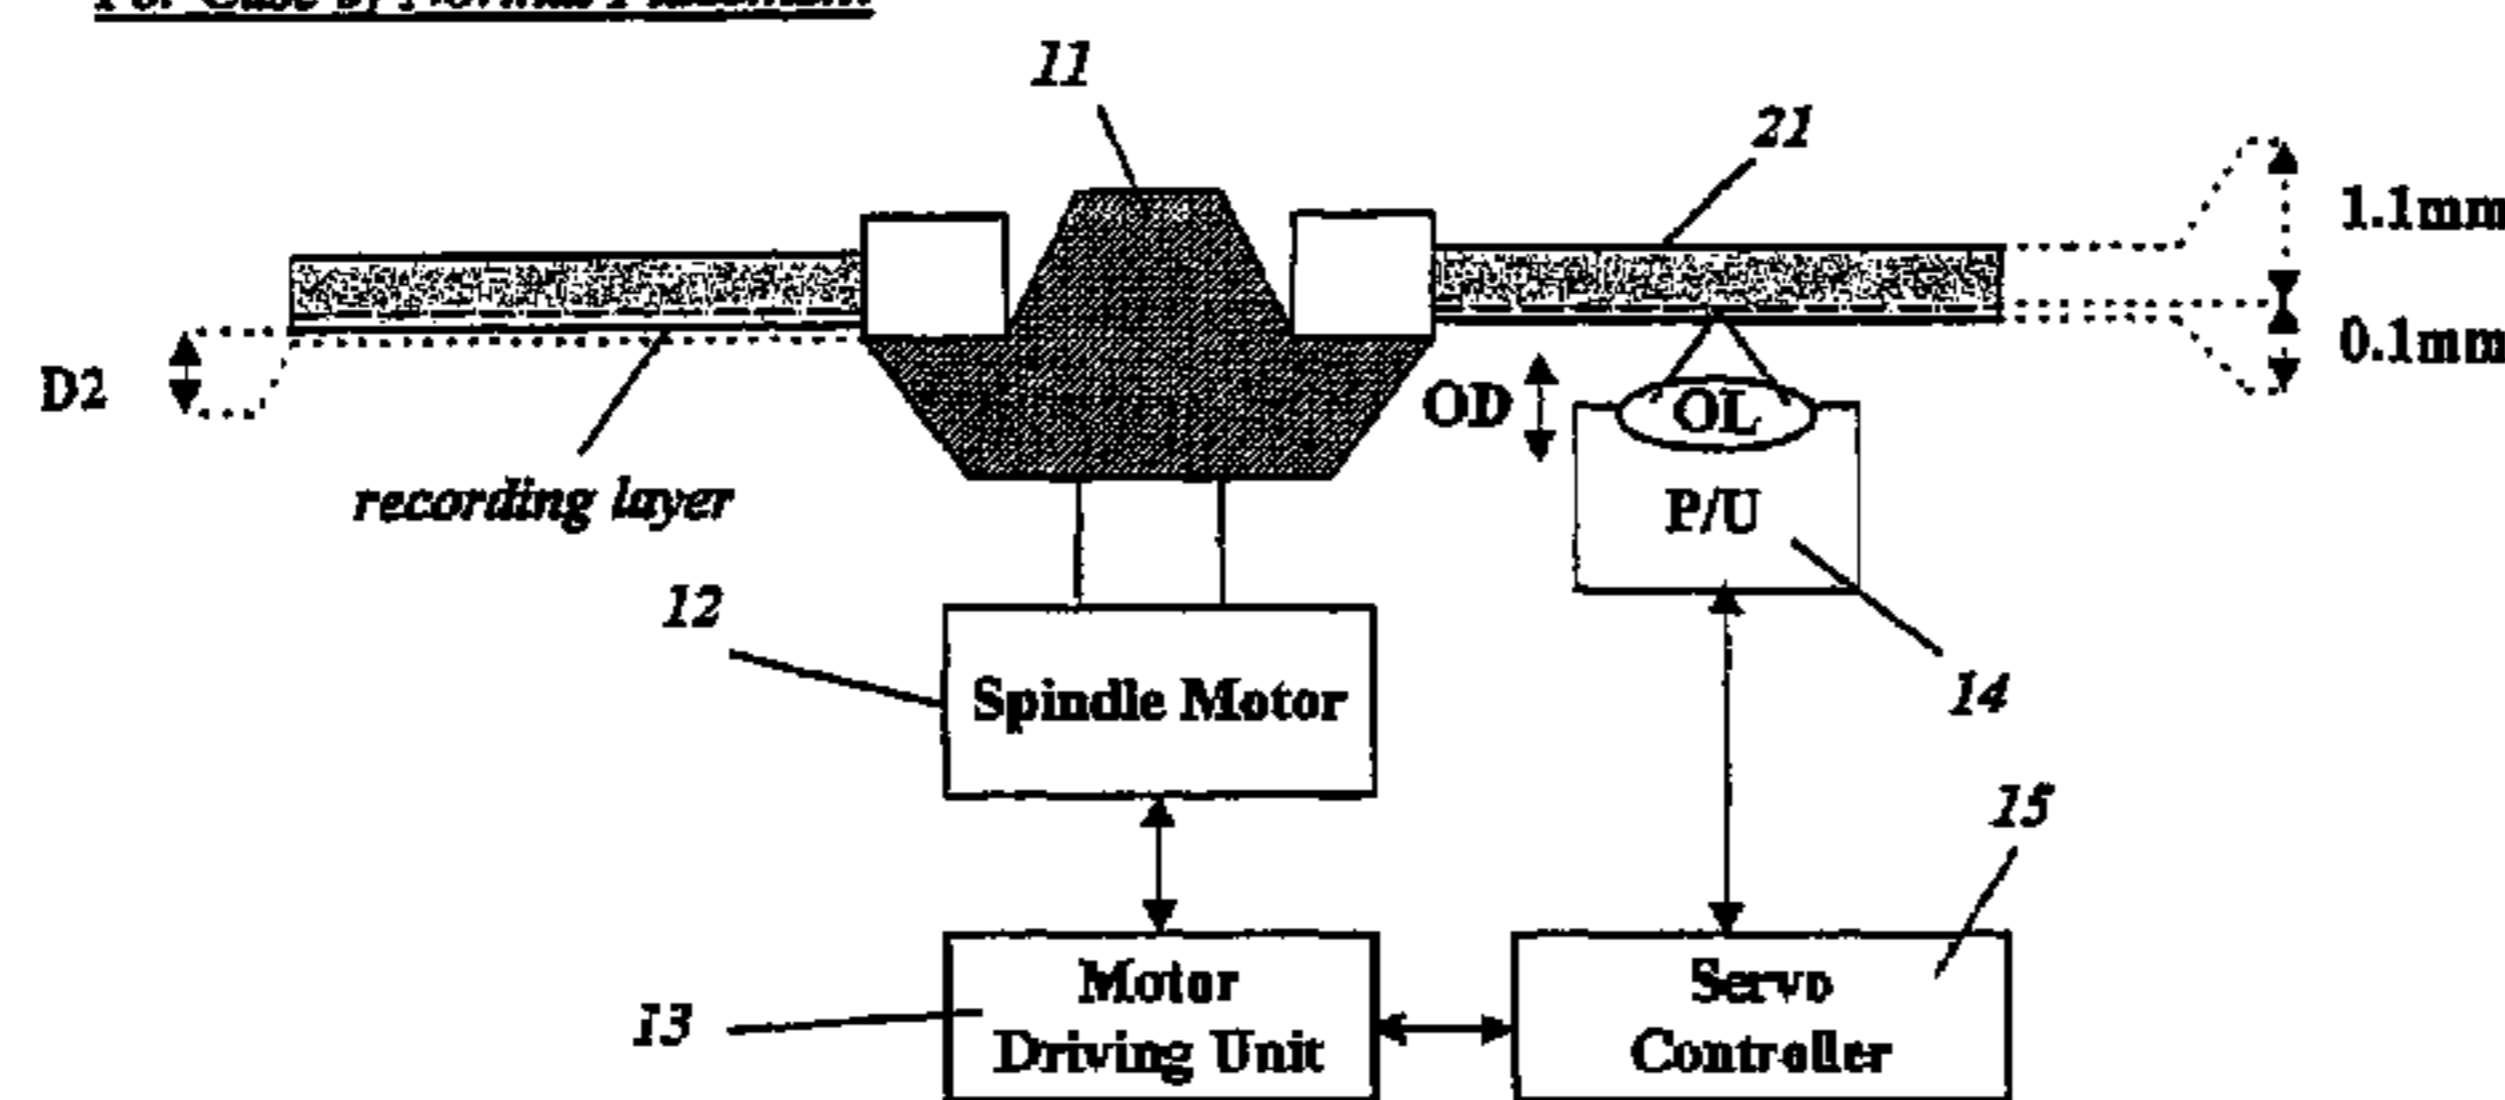 11
21
1.1mm
0.1mm
D2
OD
OL
P/U
recording layer
12
Spindle Motor
14
15
13
Motor
Driving Unit
Servo
Controller